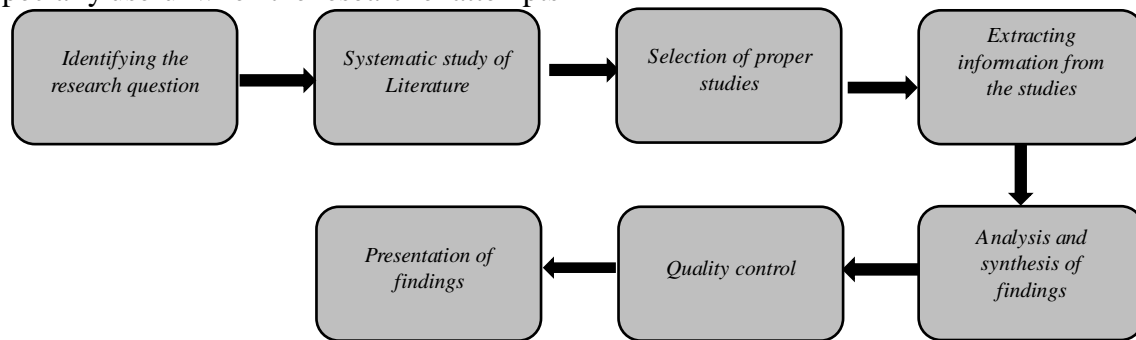 Identifying the
research question
Systematic study of
Literature
Selection of proper
studies
Extracting
information from
the studies
Analysis and
synthesis of
findings
Quality control
Presentation of
findings